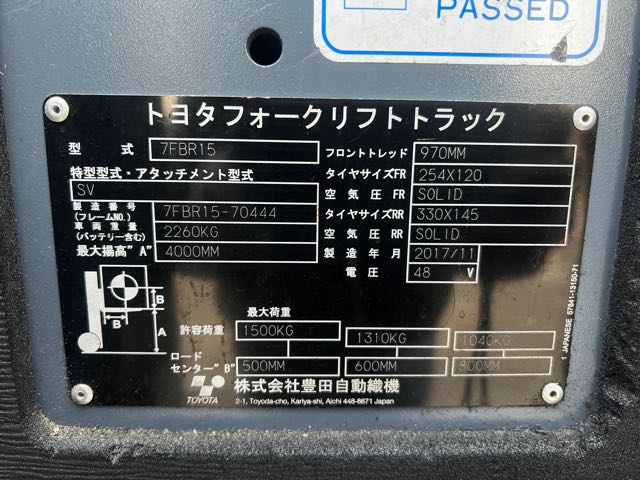 PASSED
トヨタフォークリフトトラック
型 式 7FBR15
特型型式・アタッチメント型式
SV
製造番号 (フレームNO.) 7FBR15-70444
車両重量 (バッテリー含む) 2260KG
最大揚高"A" 4000MM
フロントトレッド 970MM
タイヤサイズFR 254X120
空気圧 FR SOLID
タイヤサイズRR 330X145
空気圧 RR SOLID
製造年月 2017/11
電圧 48 V
B
B A
最大荷重
許容荷重 1500KG 1310KG 1040KG
ロードセンター"B" 500MM 600MM 800MM
TOYOTA 株式会社豊田自動織機
2-1, Toyoda-cho, Kariya-shi, Aichi 448-8671 Japan
JAPANESE 57641-13150-71